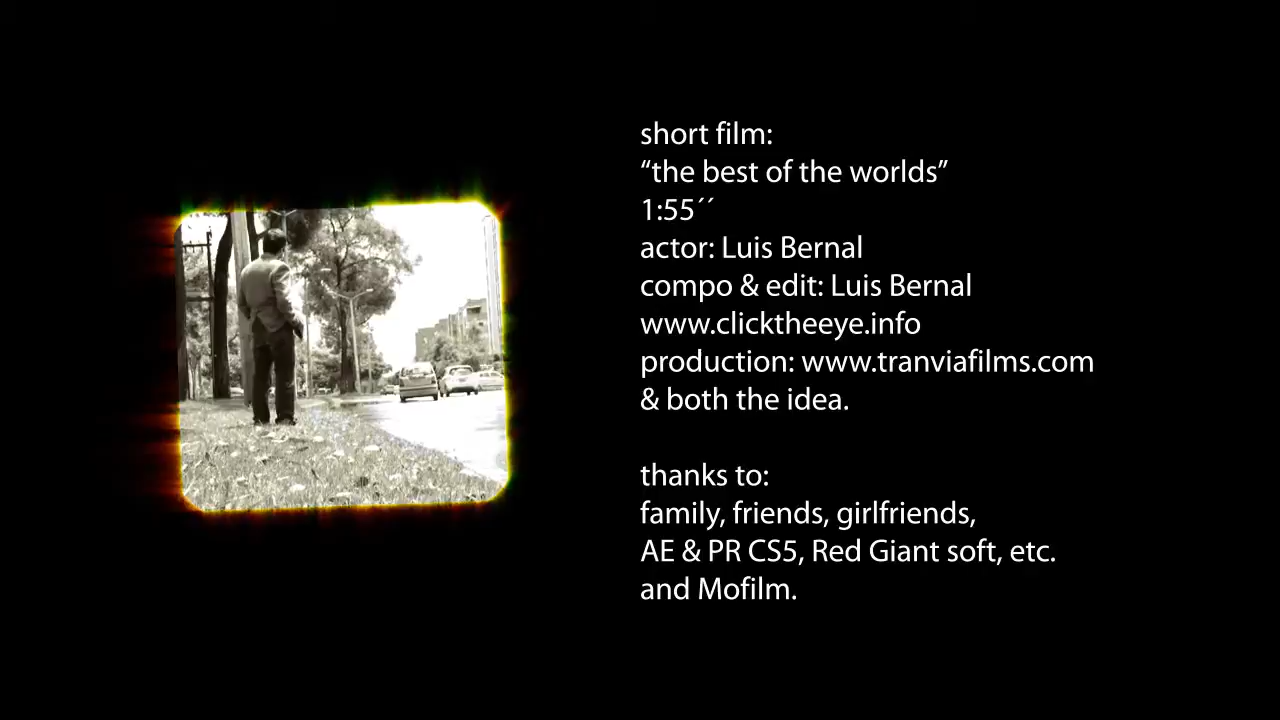 short film:
“the best of the worlds”
1:55´´
actor: Luis Bernal
compo & edit: Luis Bernal
www.clicktheeye.info
production: www.tranviafilms.com
& both the idea.
thanks to:
family, friends, girlfriends,
AE & PR CS5, Red Giant soft, etc.
and Mofilm.